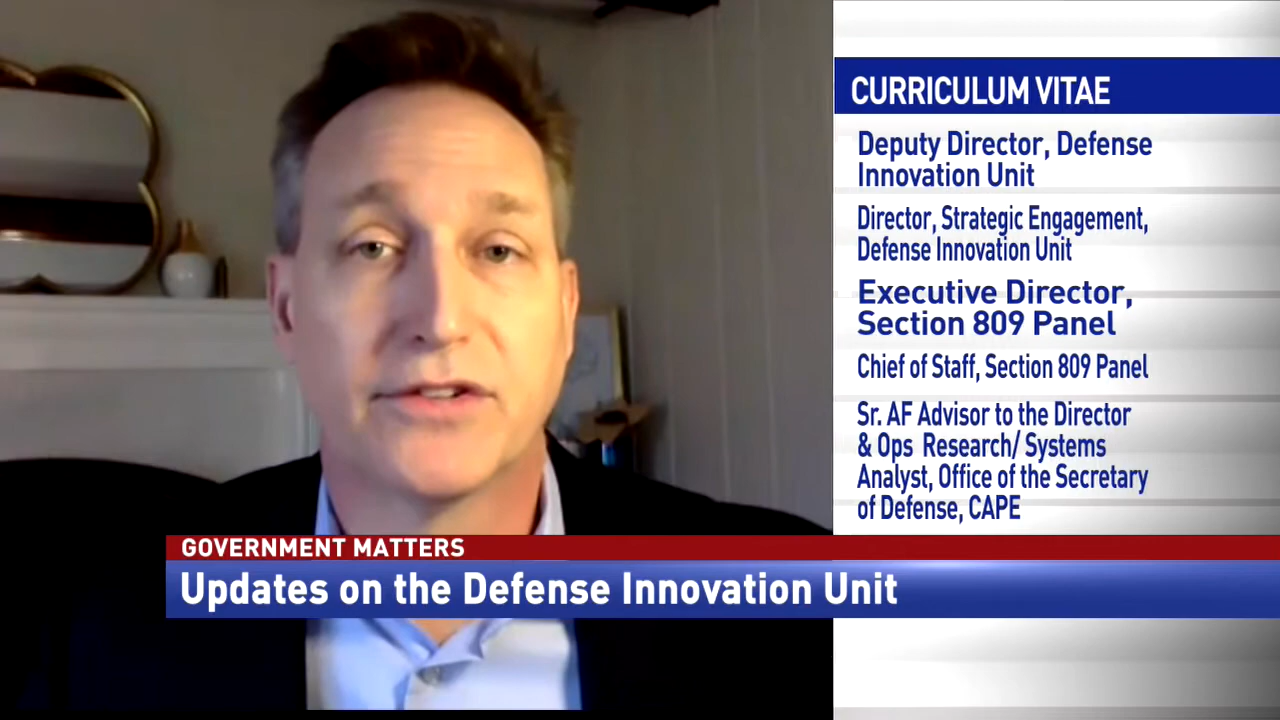 CURRICULUM VITAE
Deputy Director, Defense
Innovation Unit
Director, Strategic Engagement,
Defense Innovation Unit
Executive Director,
Section 809 Panel
Chief of Staff, Section 809 Panel
Sr. AF Advisor to the Director
& Ops Research/ Systems
Analyst, Office of the Secretary
of Defense, CAPE
GOVERNMENT MATTERS
Updates on the Defense Innovation Unit